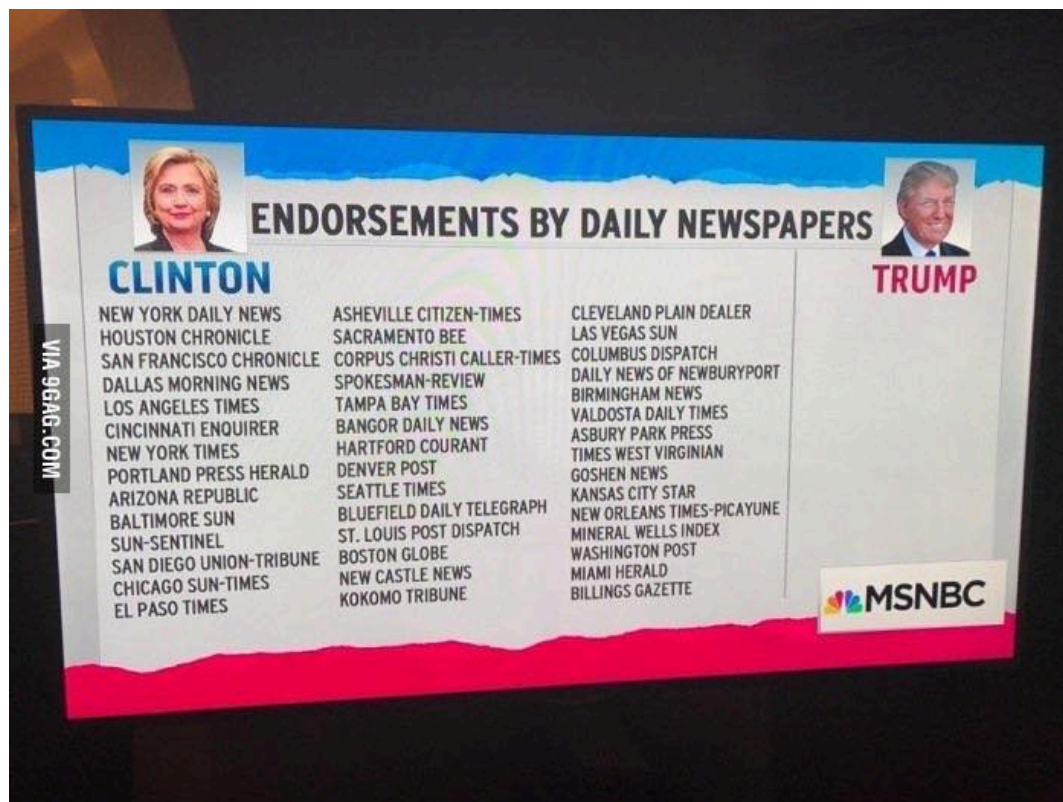 ENDORSEMENTS BY DAILY NEWSPAPERS
CLINTON
NEW YORK DAILY NEWS
HOUSTON CHRONICLE
SAN FRANCISCO CHRONICLE
DALLAS MORNING NEWS
LOS ANGELES TIMES
CINCINNATI ENQUIRER
NEW YORK TIMES
PORTLAND PRESS HERALD
ARIZONA REPUBLIC
BALTIMORE SUN
SUN-SENTINEL
SAN DIEGO UNION-TRIBUNE
CHICAGO SUN-TIMES
EL PASO TIMES
ASHEVILLE CITIZEN-TIMES
SACRAMENTO BEE
CORPUS CHRISTI CALLER-TIMES
SPOKESMAN-REVIEW
TAMPA BAY TIMES
BANGOR DAILY NEWS
HARTFORD COURANT
DENVER POST
SEATTLE TIMES
BLUEFIELD DAILY TELEGRAPH
ST. LOUIS POST DISPATCH
BOSTON GLOBE
NEW CASTLE NEWS
KOKOMO TRIBUNE
CLEVELAND PLAIN DEALER
LAS VEGAS SUN
COLUMBUS DISPATCH
DAILY NEWS OF NEWBURYPORT
BIRMINGHAM NEWS
VALDOSTA DAILY TIMES
ASBURY PARK PRESS
TIMES WEST VIRGINIAN
GOSHEN NEWS
KANSAS CITY STAR
NEW ORLEANS TIMES-PICAYUNE
MINERAL WELLS INDEX
WASHINGTON POST
MIAMI HERALD
BILLINGS GAZETTE
TRUMP
MSNBC
VIA 9GAG.COM